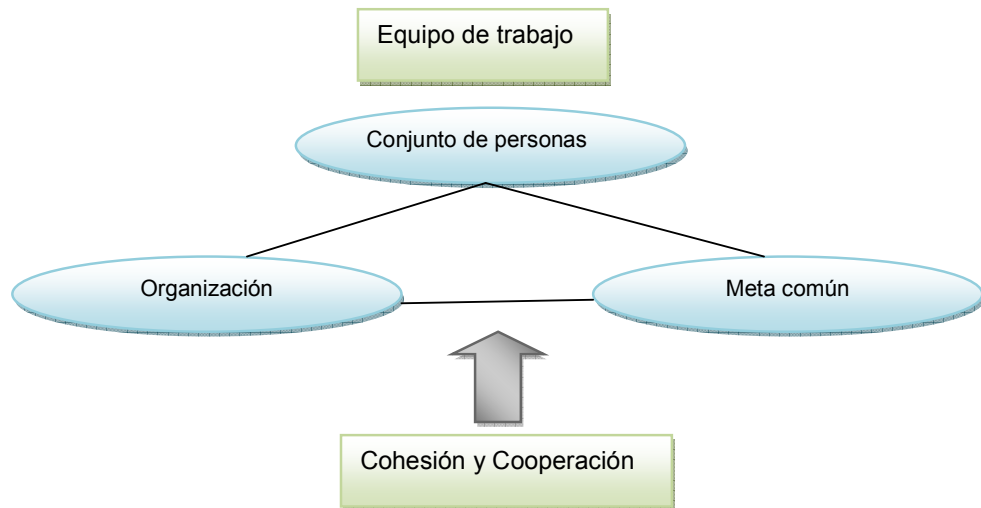 Equipo de trabajo
Conjunto de personas
Organización
Meta común
Cohesión y Cooperación